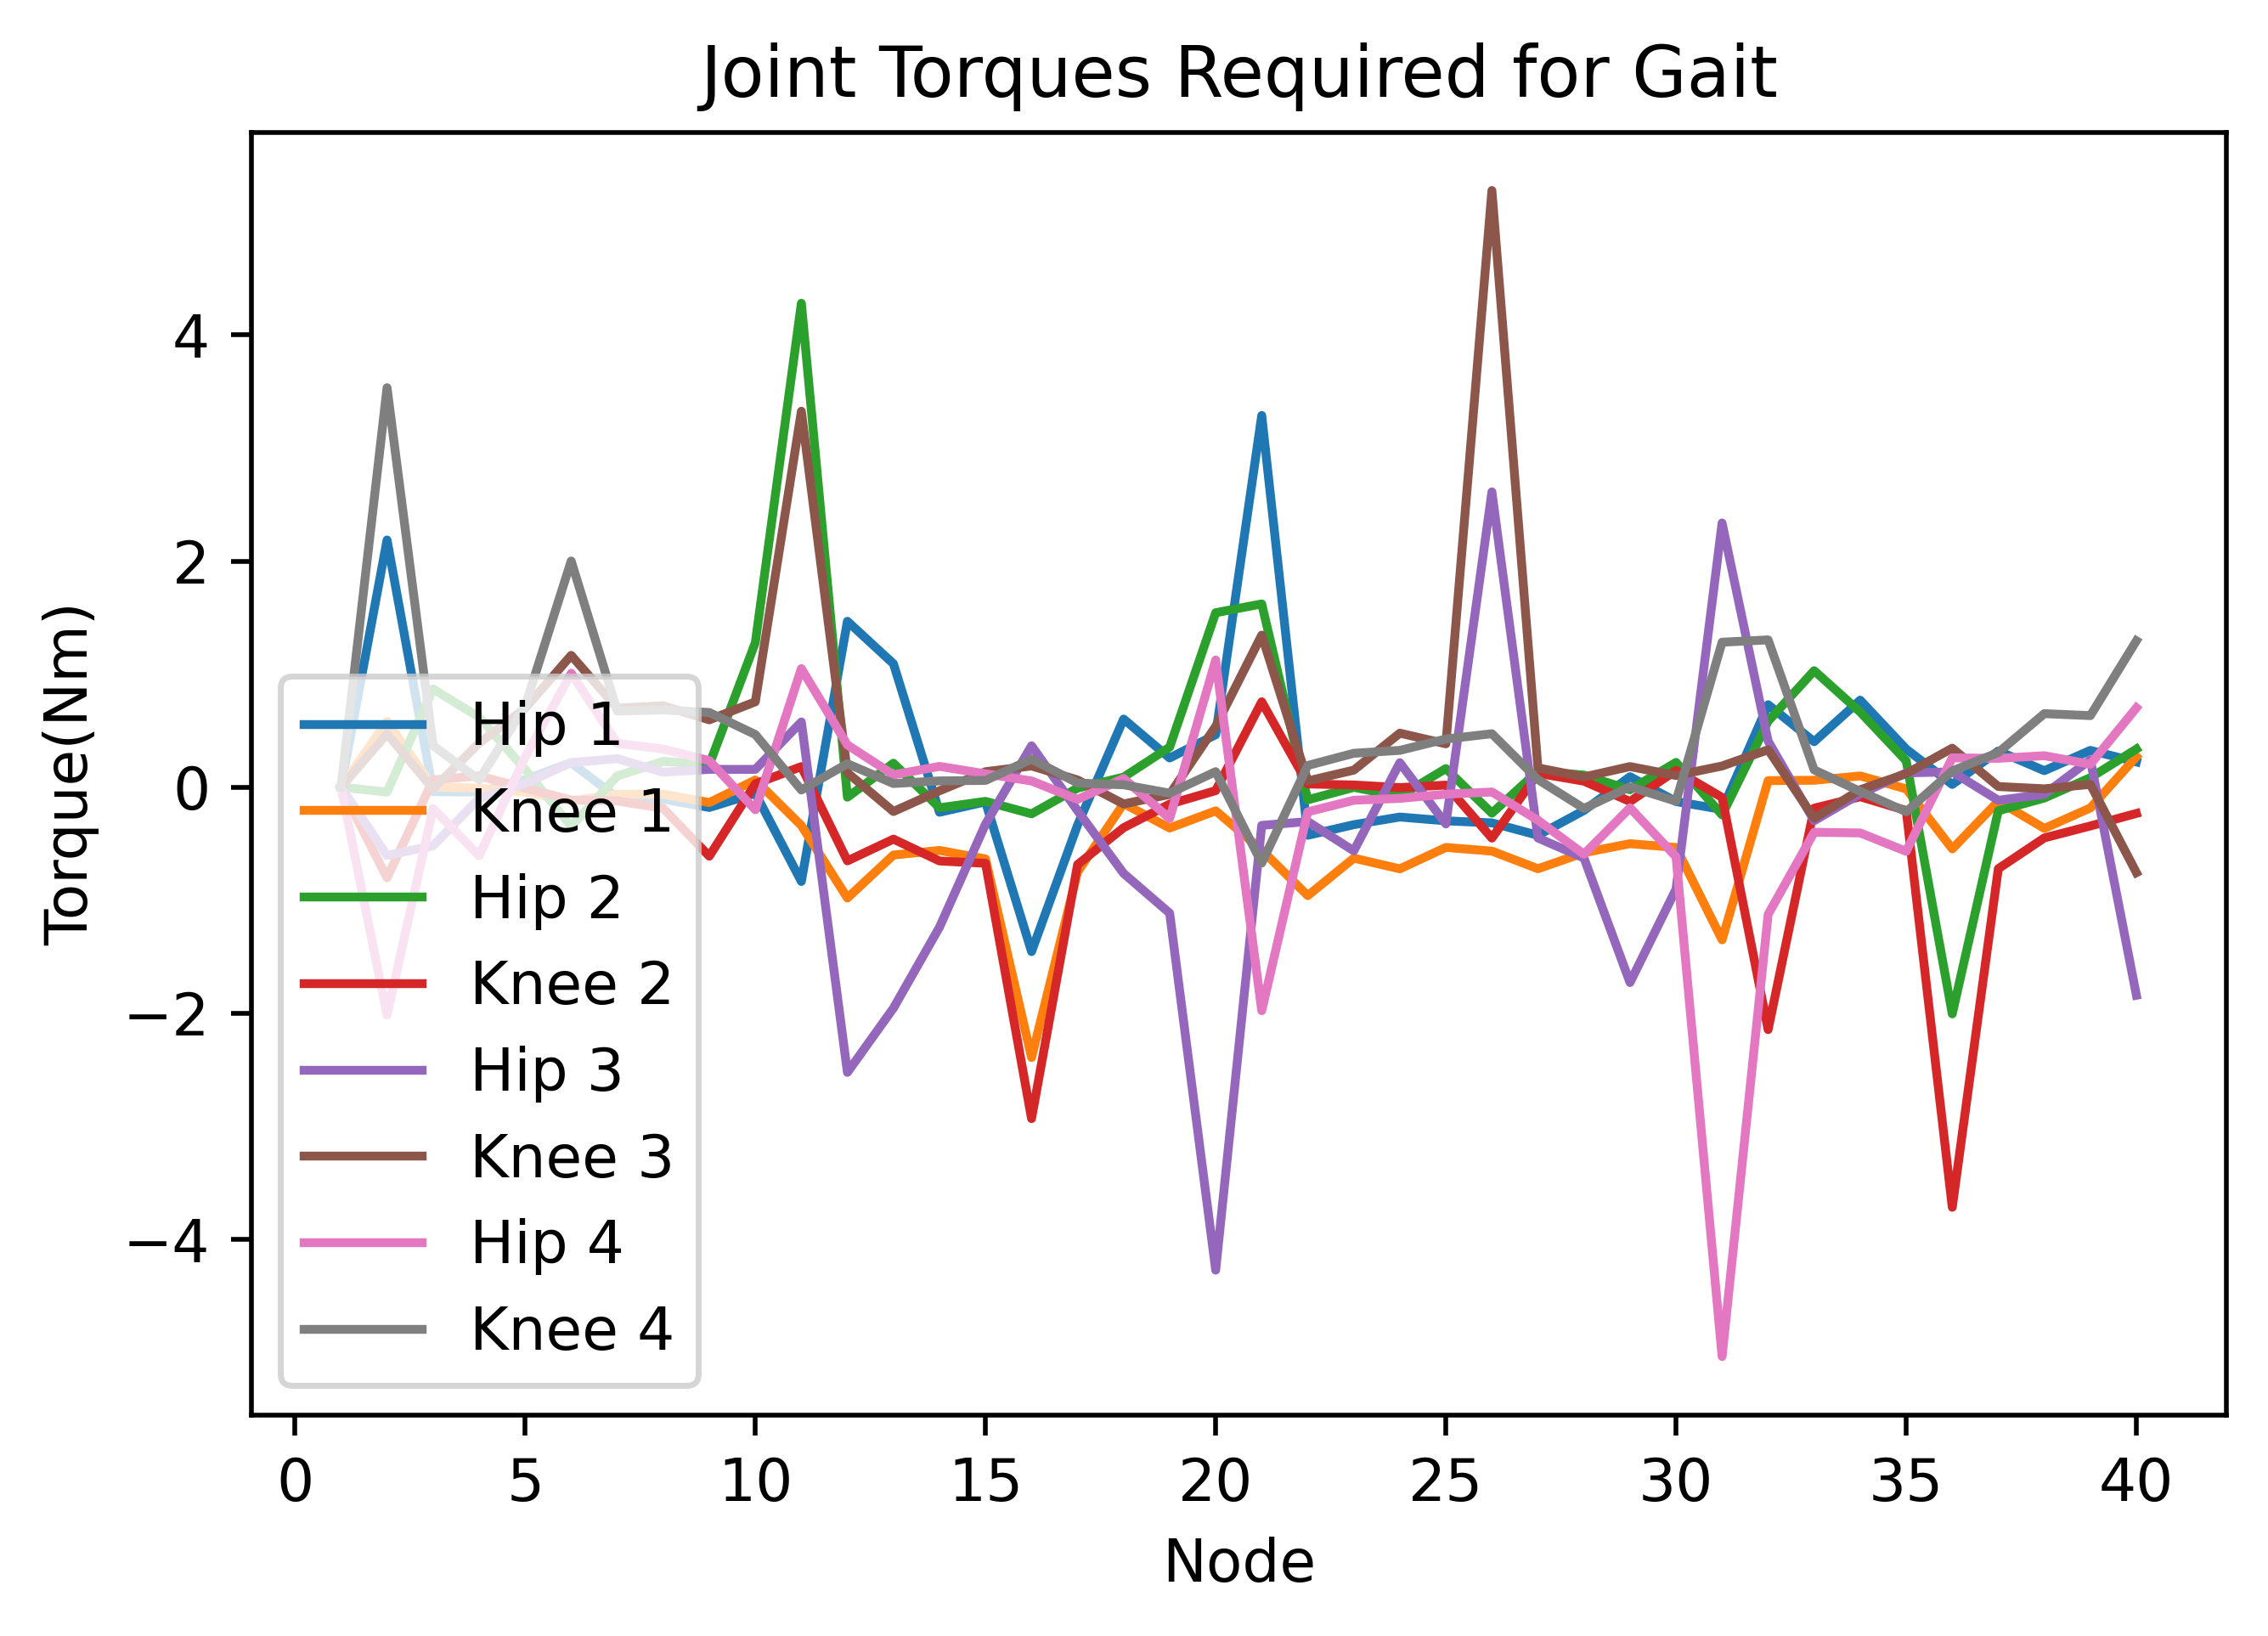 Joint Torques Required for Gait
Torque(Nm)
4
2
0
−2
−4
Hip 1
Knee 1
Hip 2
Knee 2
Hip 3
Knee 3
Hip 4
Knee 4
0 5 10 15 20 25 30 35 40
Node